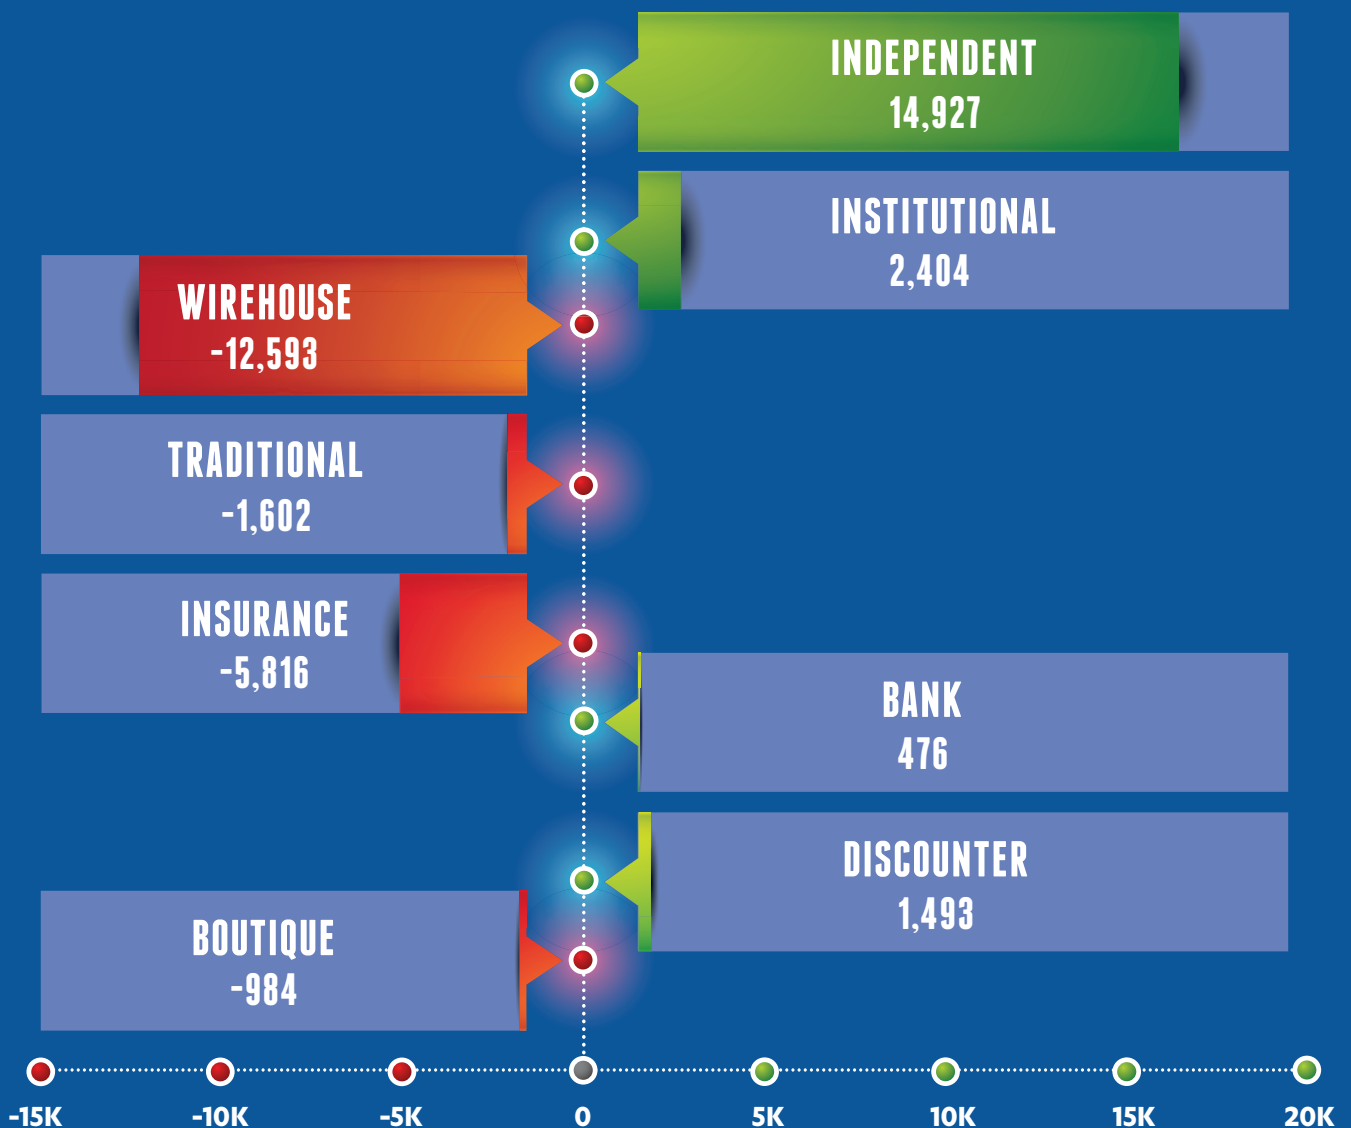 INDEPENDENT
14,927
INSTITUTIONAL
2,404
WIREHOUSE
-12,593
TRADITIONAL
-1,602
INSURANCE
-5,816
BANK
476
DISCOUNTER
1,493
BOUTIQUE
-984
-15K -10K -5K 0 5K 10K 15K 20K